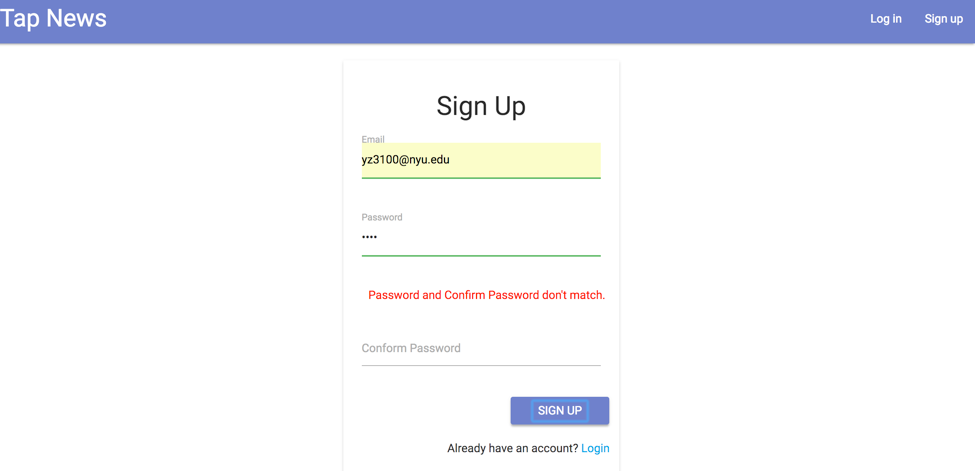 Tap News
Log in
Sign up
Sign Up
Email
yz3100@nyu.edu
Password
••••
Password and Confirm Password don't match.
Conform Password
SIGN UP
Already have an account? Login